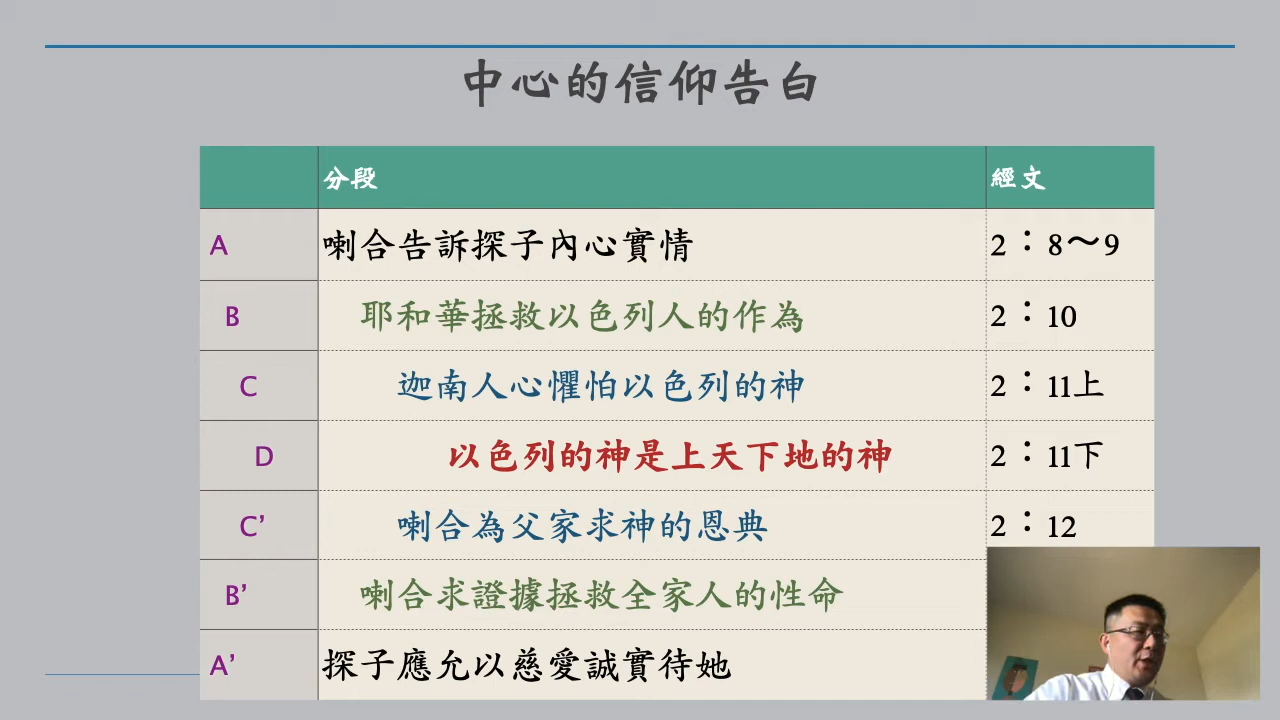 中心的信仰告白
分段 經文
A 喇合告訴探子內心實情 2：8～9
B 耶和華拯救以色列人的作為 2：10
C 迦南人心懼怕以色列的神 2：11上
D 以色列的神是上天下地的神 2：11下
C’ 喇合為父家求神的恩典 2：12
B’ 喇合求證據拯救全家人的性命
A’ 探子應允以慈愛誠實待她